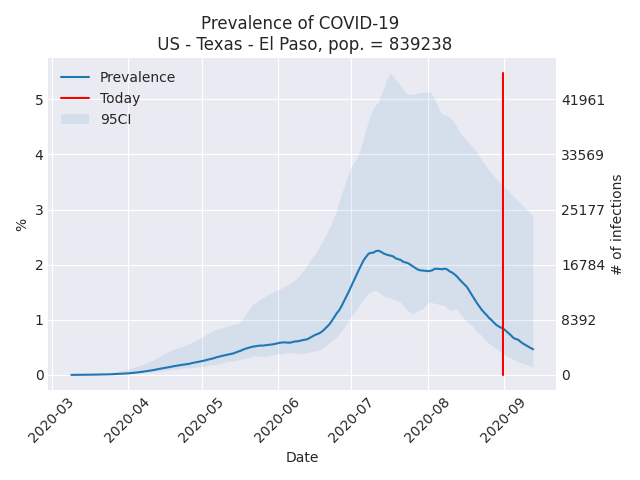 Prevalence of COVID-19
US - Texas - El Paso, pop. = 839238
Prevalence
Today
95CI
%
5
4
3
2
1
0
41961
33569
25177
16784
8392
0
# of infections
2020-03
2020-04
2020-05
2020-06
2020-07
2020-08
2020-09
Date